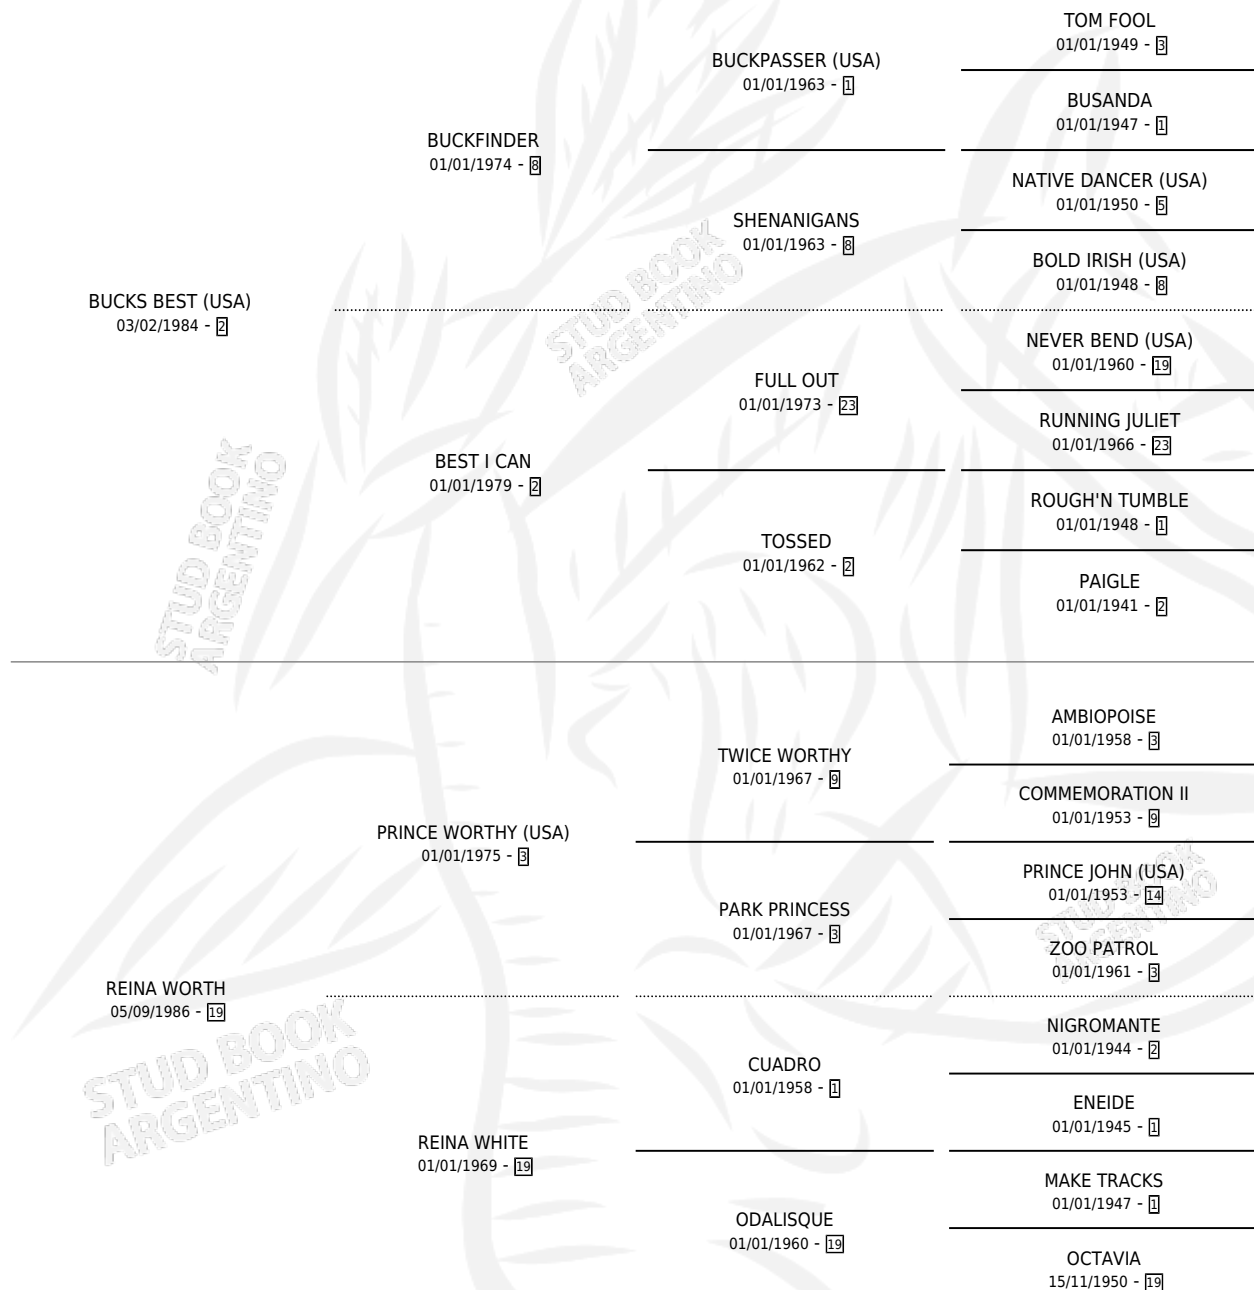 TOM FOOL
01/01/1949 - 3
BUCKPASSER (USA)
01/01/1963 - 1
BUSANDA
01/01/1947 - 1
BUCKFINDER
01/01/1974 - 8
NATIVE DANCER (USA)
01/01/1950 - 5
SHENANIGANS
01/01/1963 - 8
BOLD IRISH (USA)
01/01/1948 - 8
BUCKS BEST (USA)
03/02/1984 - 2
NEVER BEND (USA)
01/01/1960 - 19
FULL OUT
01/01/1973 - 23
RUNNING JULIET
01/01/1966 - 23
BEST I CAN
01/01/1979 - 2
ROUGH'N TUMBLE
01/01/1948 - 1
TOSSED
01/01/1962 - 2
PAIGLE
01/01/1941 - 2
AMBIOPOISE
01/01/1958 - 3
TWICE WORTHY
01/01/1967 - 9
COMMEMORATION II
01/01/1953 - 9
PRINCE WORTHY (USA)
01/01/1975 - 3
PRINCE JOHN (USA)
01/01/1953 - 14
PARK PRINCESS
01/01/1967 - 3
ZOO PATROL
01/01/1961 - 3
REINA WORTH
05/09/1986 - 19
NIGROMANTE
01/01/1944 - 2
CUADRO
01/01/1958 - 1
ENEIDE
01/01/1945 - 1
REINA WHITE
01/01/1969 - 19
MAKE TRACKS
01/01/1947 - 1
ODALISQUE
01/01/1960 - 19
OCTAVIA
15/11/1950 - 19
STUD BOOK
ARGENTINO
STUD BOOK
ARGENTINO
STUD BOOK
ARGENTINO
STUD BOOK
ARGENTINO